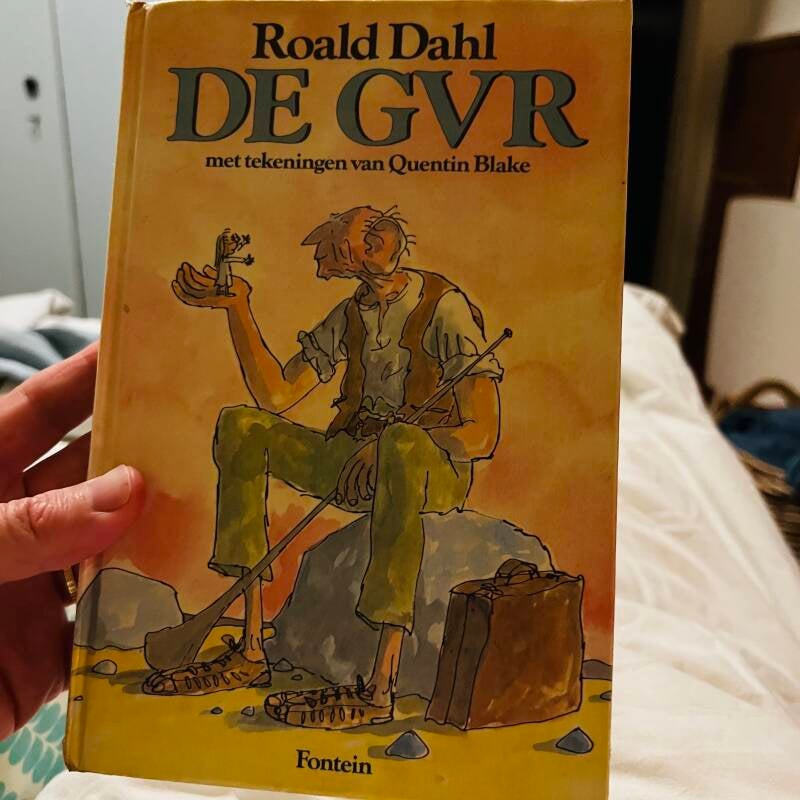 Roald Dahl
DE GVR
met tekeningen van Quentin Blake
Fontein